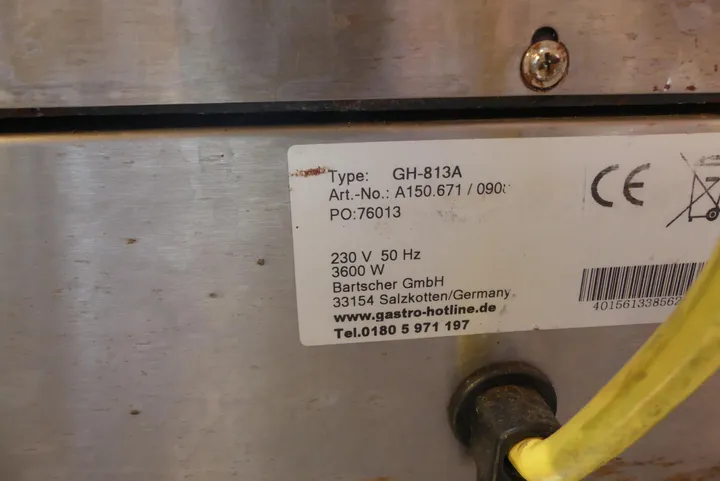 Type: GH-813A
Art.-No.: A150.671 / 090
PO:76013
CE
230 V 50 Hz
3600 W
Bartscher GmbH
33154 Salzkotten/Germany
www.gastro-hotline.de
Tel.0180 5 971 197
401561338562